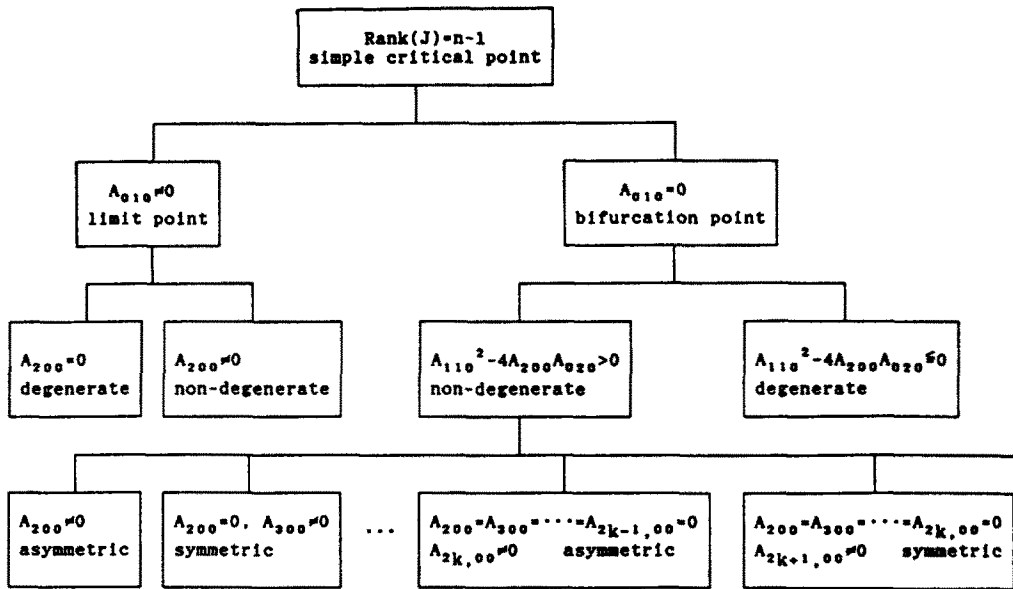 Rank(J)=n-1
simple critical point
A₀₁₀≠0
limit point
A₀₁₀=0
bifurcation point
A₂₀₀=0
degenerate
A₂₀₀≠0
non-degenerate
A₁₁₀²-4A₂₀₀A₀₂₀>0
non-degenerate
A₁₁₀²-4A₂₀₀A₀₂₀≦0
degenerate
A₂₀₀≠0
asymmetric
A₂₀₀=0, A₃₀₀≠0
symmetric
...
A₂₀₀=A₃₀₀=····=A₂ₖ₋₁,₀₀=0
A₂ₖ,₀₀≠0 asymmetric
A₂₀₀=A₃₀₀=····=A₂ₖ,₀₀=0
A₂ₖ₊₁,₀₀≠0 symmetric